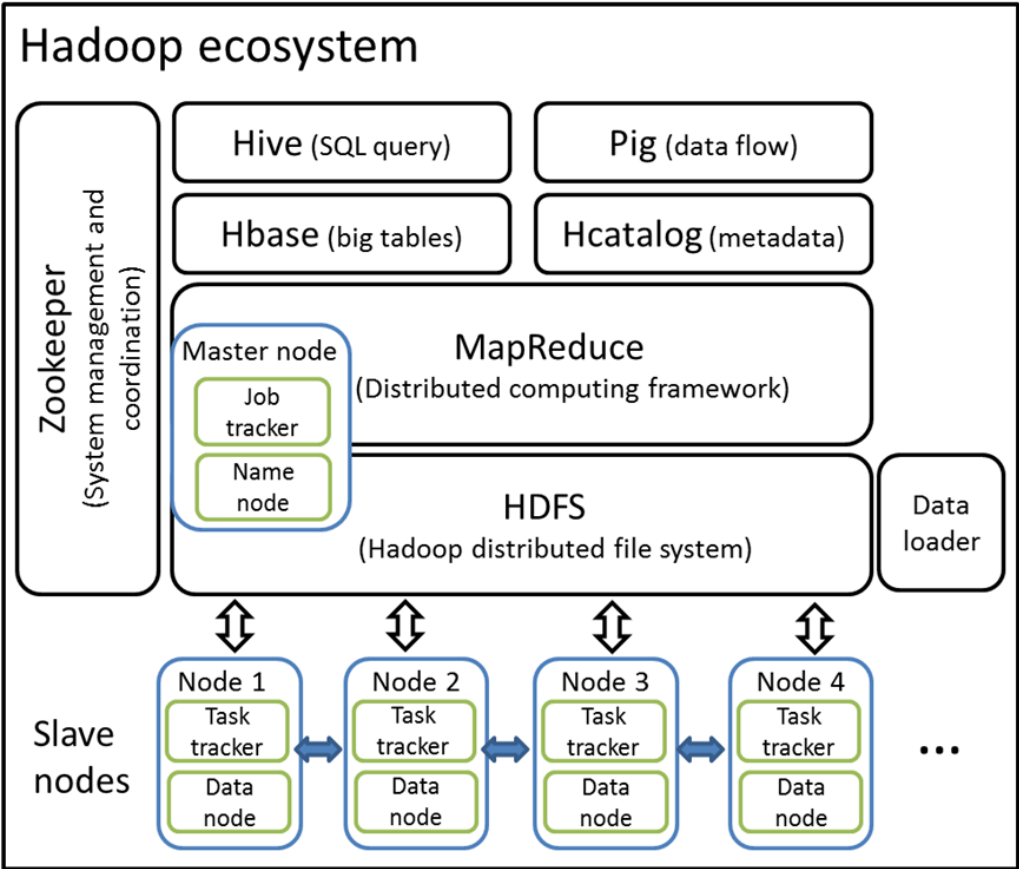 Hadoop ecosystem
Zookeeper
(System management and
coordination)
Hive (SQL query)
Pig (data flow)
Hbase (big tables)
Hcatalog (metadata)
MapReduce
(Distributed computing framework)
Master node
Job
tracker
Name
node
HDFS
(Hadoop distributed file system)
Data
loader
Slave
nodes
Node 1
Task
tracker
Data
node
Node 2
Task
tracker
Data
node
Node 3
Task
tracker
Data
node
Node 4
Task
tracker
Data
node
...